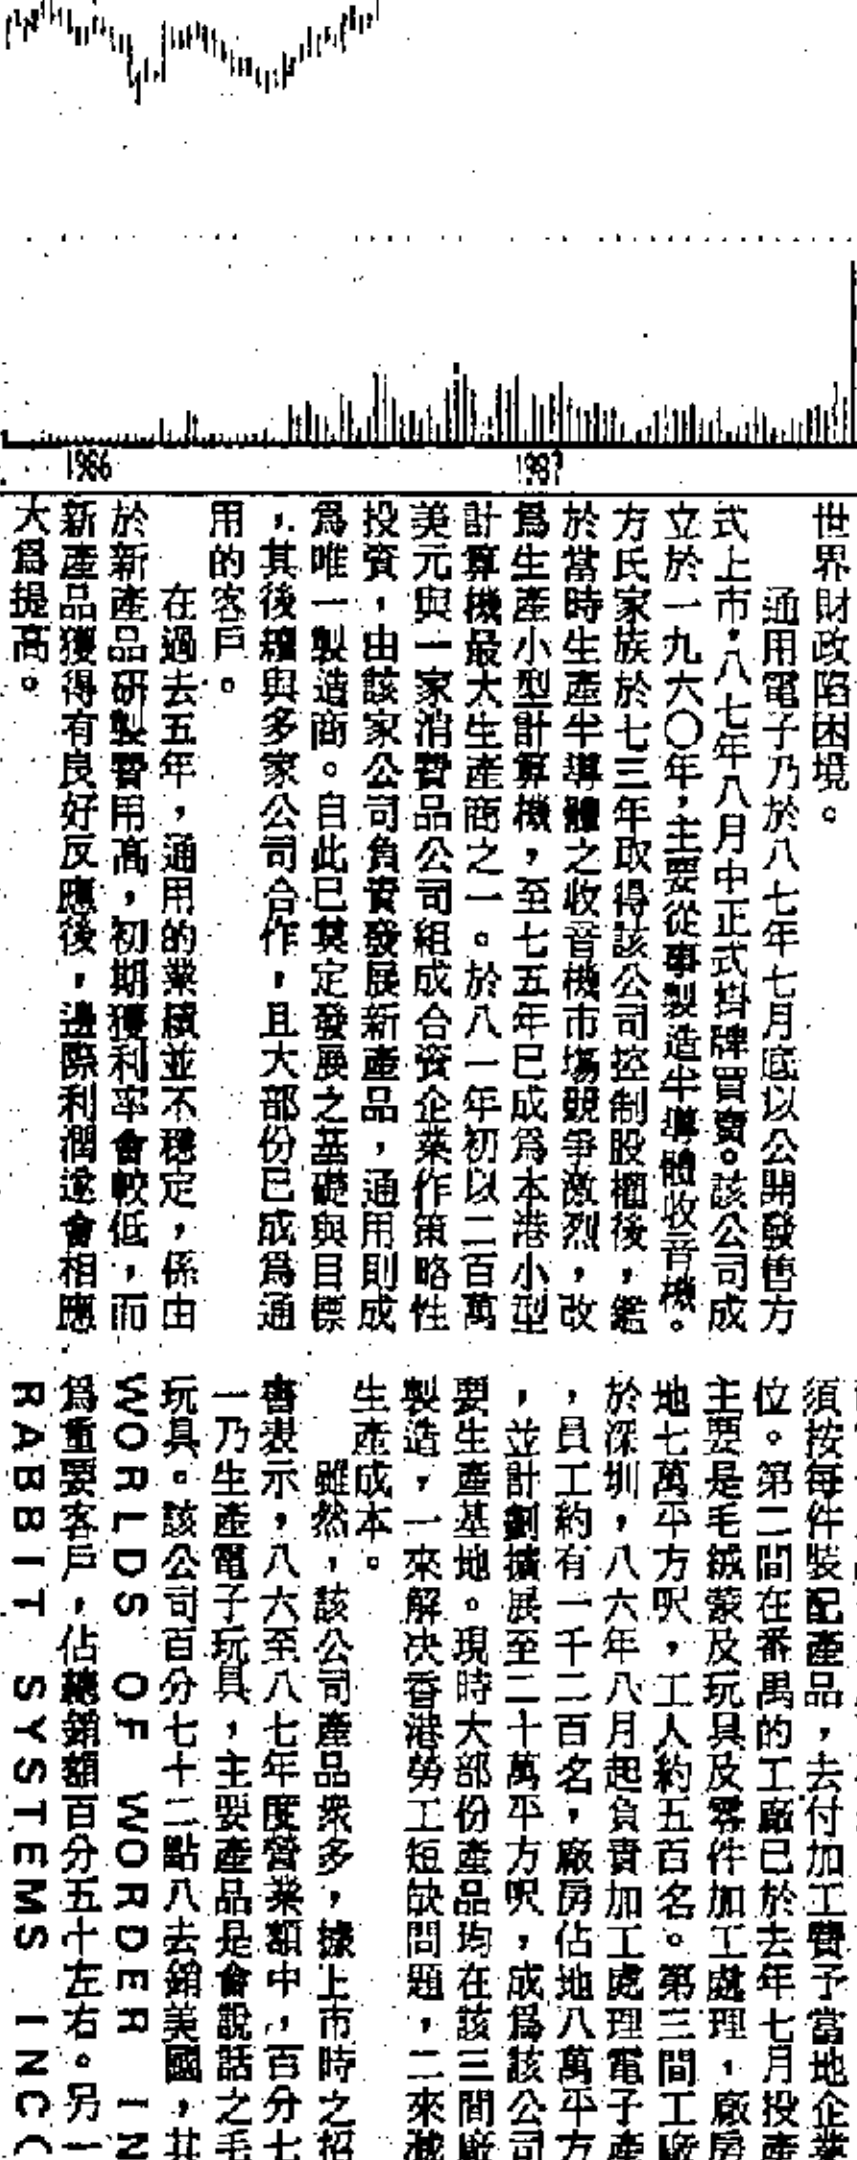 1986
1987
世界財政陷困境。
通用電子乃於八七年七月底以公開發售方
式上市，八七年八月中正式掛牌買賣。該公司成
立於一九六〇年，主要從事製造半導體收音機。
方氏家族於七三年取得該公司控制股權後，鑑
於當時生產半導體之收音機市場競爭激烈，改
爲生產小型計算機，至七五年已成爲本港小型
計算機最大生產商之一。於八一年初以二百萬
美元與一家消費品公司組成合資企業作策略性
投資，由該家公司負責發展新產品，通用則成
爲唯一製造商。自此已奠定發展之基礎與目標
，其後續與多家公司合作，且大部份已成爲通
用的客戶。
在過去五年，通用的業績並不穩定，係由
於新產品研製費用高，初期獲利率會較低，而
新產品獲得有良好反應後，邊際利潤遂會相應
大爲提高。
須按每件裝配產品，去付加工費予當地企業
位。第二間在番禺的工廠已於去年七月投產
主要是毛絨蒙及玩具及零件加工處理，廠房
地七萬平方呎，工人約五百名。第三間工廠
於深圳，八六年八月起負責加工處理電子產
，員工約有一千二百名，廠房佔地八萬平方
，並計劃擴展至二十萬平方呎，成爲該公司
要生產基地。現時大部份產品均在該三間廠
製造，一來解決香港勞工短缺問題，二來減
生產成本。
雖然，該公司產品衆多，據上市時之招
書表示，八六至八七年度營業額中，百分七
一乃生產電子玩具，主要產品是會說話之毛
玩具。該公司百分七十二點八去銷美國，其
WORLDS OF WORDER IN
爲重要客戶，佔總銷額百分五十左右。另一
RABBIT SYSTEMS INC(